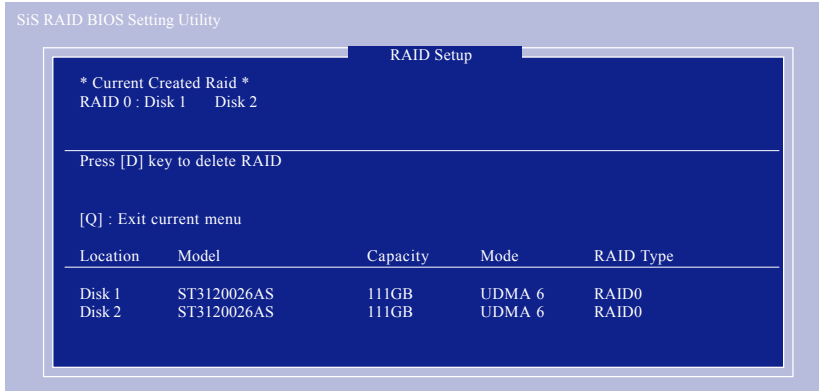 SiS RAID BIOS Setting Utility
RAID Setup
* Current Created Raid *
RAID 0 : Disk 1 Disk 2
Press [D] key to delete RAID
[Q] : Exit current menu
Location Model Capacity Mode RAID Type
Disk 1 ST3120026AS 111GB UDMA 6 RAID0
Disk 2 ST3120026AS 111GB UDMA 6 RAID0